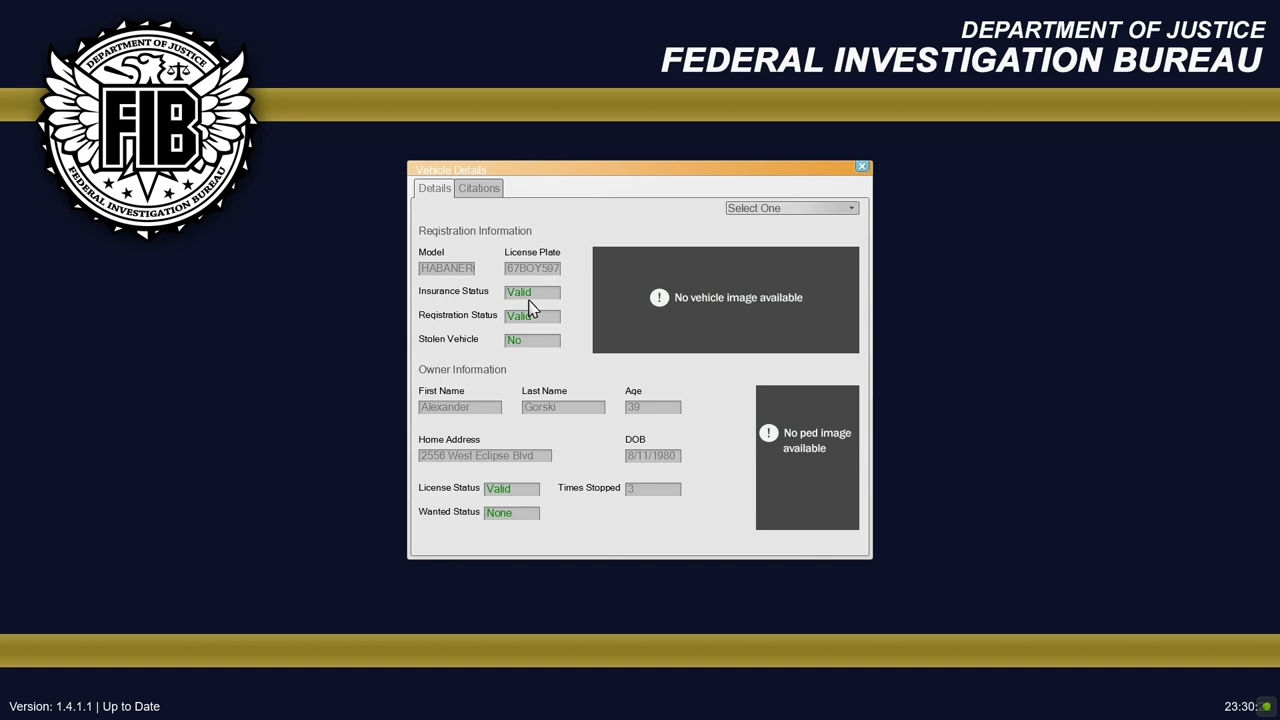 DEPARTMENT OF JUSTICE
FEDERAL INVESTIGATION BUREAU
DEPARTMENT OF JUSTICE
FIB
FEDERAL INVESTIGATION BUREAU
Vehicle Details
Details Citations
Select One
Registration Information
Model License Plate
HABANER 67BOY597
Insurance Status Valid
Registration Status Valid
Stolen Vehicle No
! No vehicle image available
Owner Information
First Name Last Name Age
Alexander Gorski 39
Home Address DOB
2556 West Eclipse Blvd 8/11/1980
License Status Valid Times Stopped 3
Wanted Status None
! No ped image
available
Version: 1.4.1.1 | Up to Date
23:30: